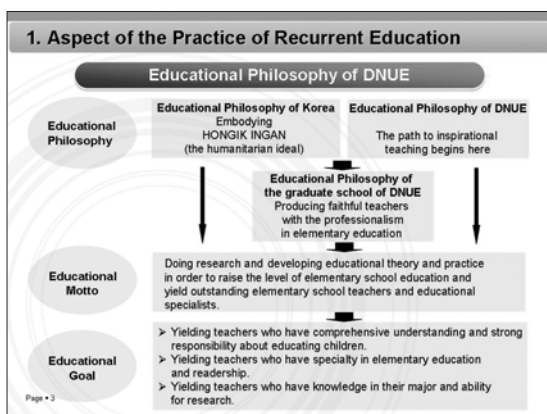 1. Aspect of the Practice of Recurrent Education
Educational Philosophy of DNUE
Educational
Philosophy
Educational Philosophy of Korea
Embodying
HONGIK INGAN
(the humanitarian ideal)
Educational Philosophy of DNUE
The path to inspirational
teaching begins here
Educational Philosophy of
the graduate school of DNUE
Producing faithful teachers
with the professionalism
in elementary education
Educational
Motto
Doing research and developing educational theory and practice
in order to raise the level of elementary school education and
yield outstanding elementary school teachers and educational
specialists.
Educational
Goal
➢ Yielding teachers who have comprehensive understanding and strong
responsibility about educating children.
➢ Yielding teachers who have specialty in elementary education
and readership.
➢ Yielding teachers who have knowledge in their major and ability
for research.
Page ▪ 3